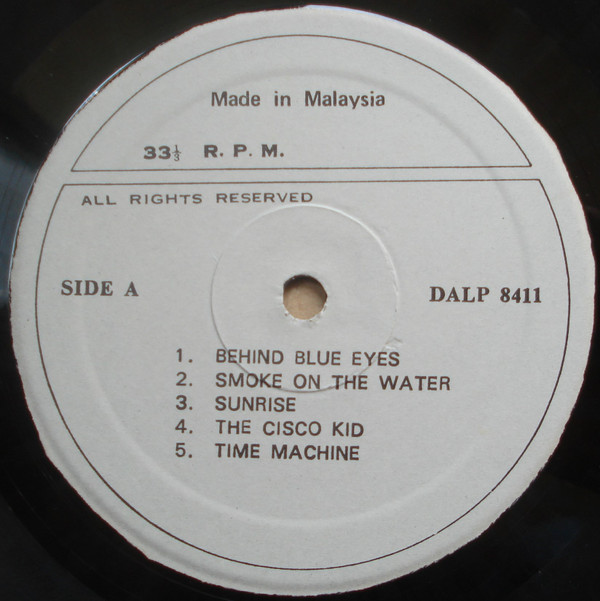 Made in Malaysia
33⅓ R. P. M.
ALL RIGHTS RESERVED
SIDE A
DALP 8411
1. BEHIND BLUE EYES
2. SMOKE ON THE WATER
3. SUNRISE
4. THE CISCO KID
5. TIME MACHINE